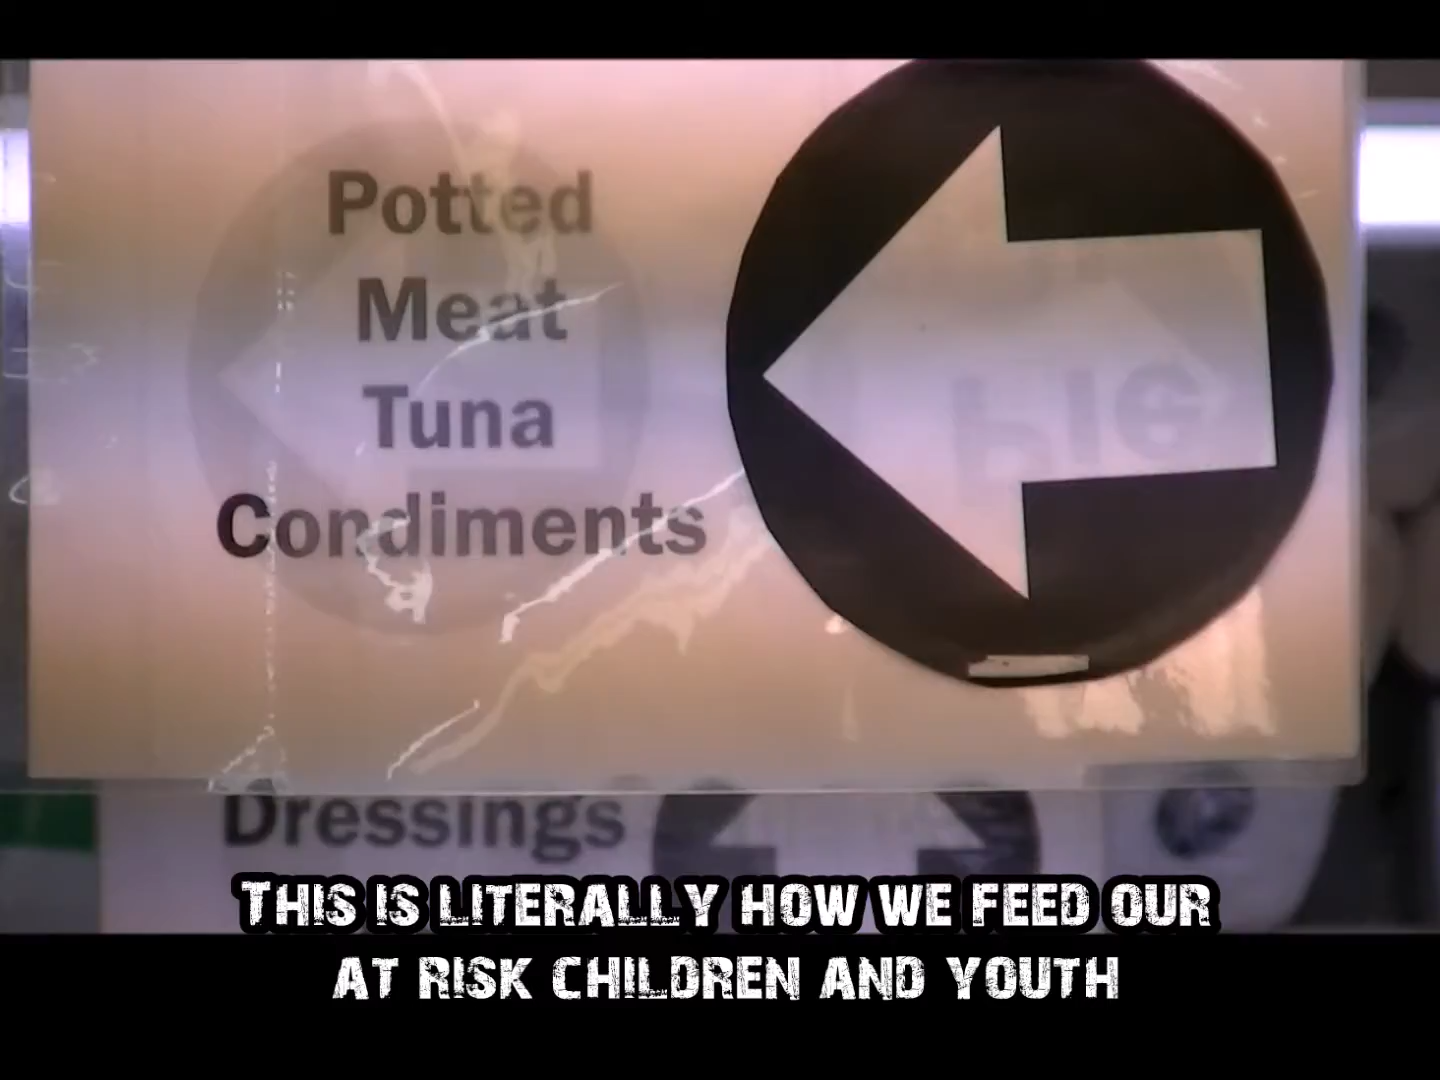 Potted
Meat
Tuna
Condiments
Dressings
THIS IS LITERALLY HOW WE FEED OUR
AT RISK CHILDREN AND YOUTH